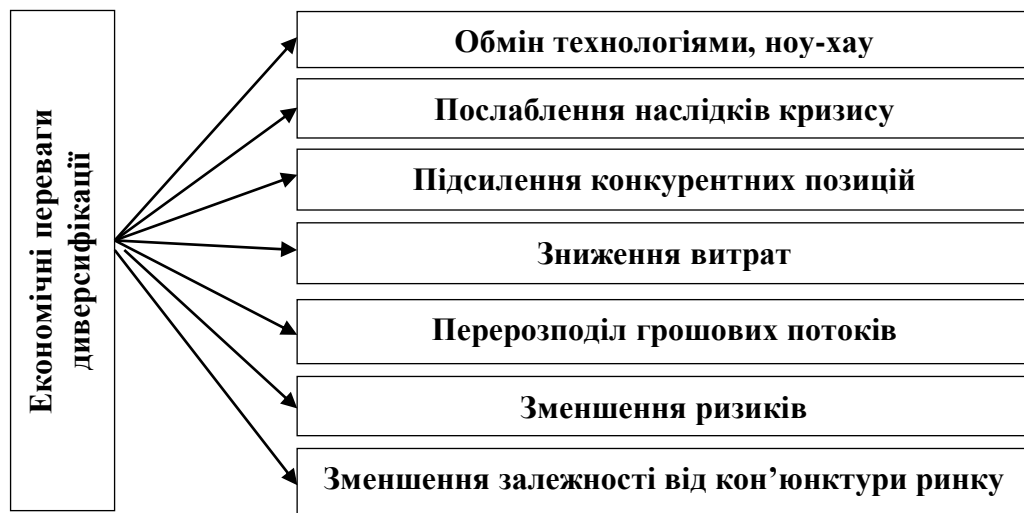 Економічні переваги
диверсифікації
Обмін технологіями, ноу-хау
Послаблення наслідків кризису
Підсилення конкурентних позицій
Зниження витрат
Перерозподіл грошових потоків
Зменшення ризиків
Зменшення залежності від кон’юнктури ринку